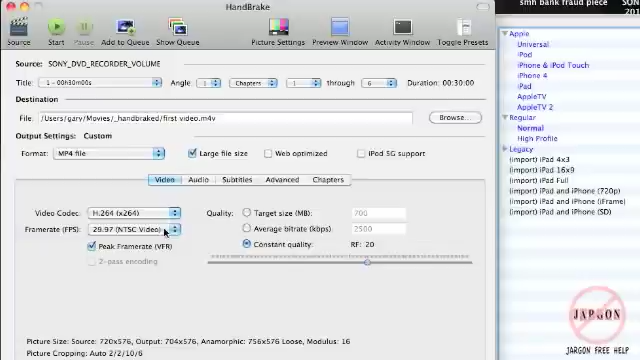 smh bank fraud piece
SON
201
HandBrake
Source
Start
Pause
Add to Queue
Show Queue
Picture Settings
Preview Window
Activity Window
Toggle Presets
Source: SONY_DVD_RECORDER_VOLUME
Title: 1 - 00h30m00s Angle 1 Chapters 1 through 6 Duration: 00:30:00
Destination
File: /Users/gary/Movies/_handbraked/first video.m4v Browse...
Output Settings: Custom
Format: MP4 file Large file size Web optimized iPod 5G support
Video Audio Subtitles Advanced Chapters
Video Codec: H.264 (x264) Quality: Target size (MB): 700
Framerate (FPS): 29.97 (NTSC Video) Average bitrate (kbps) 2500
Peak Framerate (VFR) Constant quality: RF: 20
2-pass encoding
Picture Size: Source: 720x576, Output: 704x576, Anamorphic: 756x576 Loose, Modulus: 16
Picture Cropping: Auto 2/2/10/6
Apple
Universal
iPod
iPhone & iPod Touch
iPhone 4
iPad
AppleTV
AppleTV 2
Regular
Normal
High Profile
Legacy
(import) iPad 4x3
(import) iPad 16x9
(import) iPad Full
(import) iPad and iPhone (720p)
(import) iPad and iPhone (iFrame)
(import) iPad and iPhone (SD)
JARGON
JARGON FREE HELP